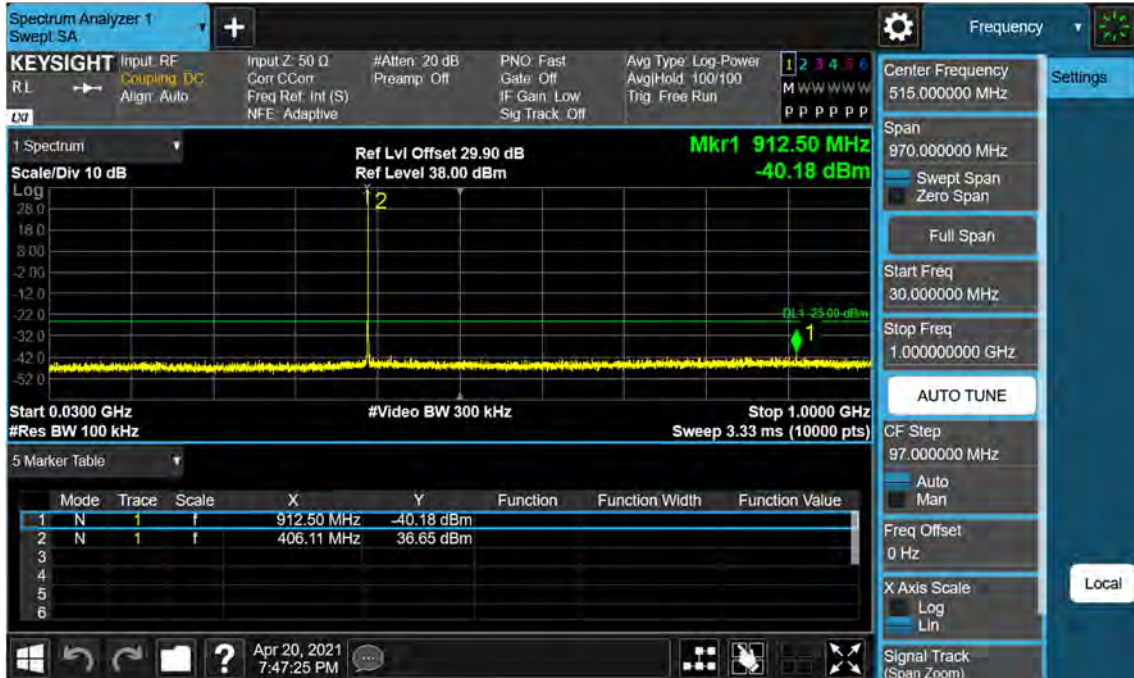 Spectrum Analyzer 1
Swept SA
+
Frequency
KEYSIGHT
RL
LXI
Input: RF
Coupling: DC
Align: Auto
Input Z: 50 Ω
Corr CCorr
Freq Ref: Int (S)
NFE: Adaptive
#Atten: 20 dB
Preamp: Off
PNO: Fast
Gate: Off
IF Gain: Low
Sig Track: Off
Avg Type: Log-Power
Avg|Hold: 100/100
Trig: Free Run
1 2 3 4 5 6
M W W W W W
P P P P P P
1 Spectrum
Scale/Div 10 dB
Ref Lvl Offset 29.90 dB
Ref Level 38.00 dBm
Mkr1 912.50 MHz
-40.18 dBm
Log
28.0
18.0
8.00
-2.00
-12.0
-22.0
-32.0
-42.0
-52.0
2
DL1 -25.00 dBm
1
Start 0.0300 GHz
#Res BW 100 kHz
#Video BW 300 kHz
Stop 1.0000 GHz
Sweep 3.33 ms (10000 pts)
5 Marker Table
Mode Trace Scale X Y Function Function Width Function Value
1 N 1 f 912.50 MHz -40.18 dBm
2 N 1 f 406.11 MHz 36.65 dBm
3
4
5
6
?
Apr 20, 2021
7:47:25 PM
Center Frequency
515.000000 MHz
Span
970.000000 MHz
Swept Span
Zero Span
Full Span
Start Freq
30.000000 MHz
Stop Freq
1.000000000 GHz
AUTO TUNE
CF Step
97.000000 MHz
Auto
Man
Freq Offset
0 Hz
X Axis Scale
Log
Lin
Signal Track
(Span Zoom)
Settings
Local